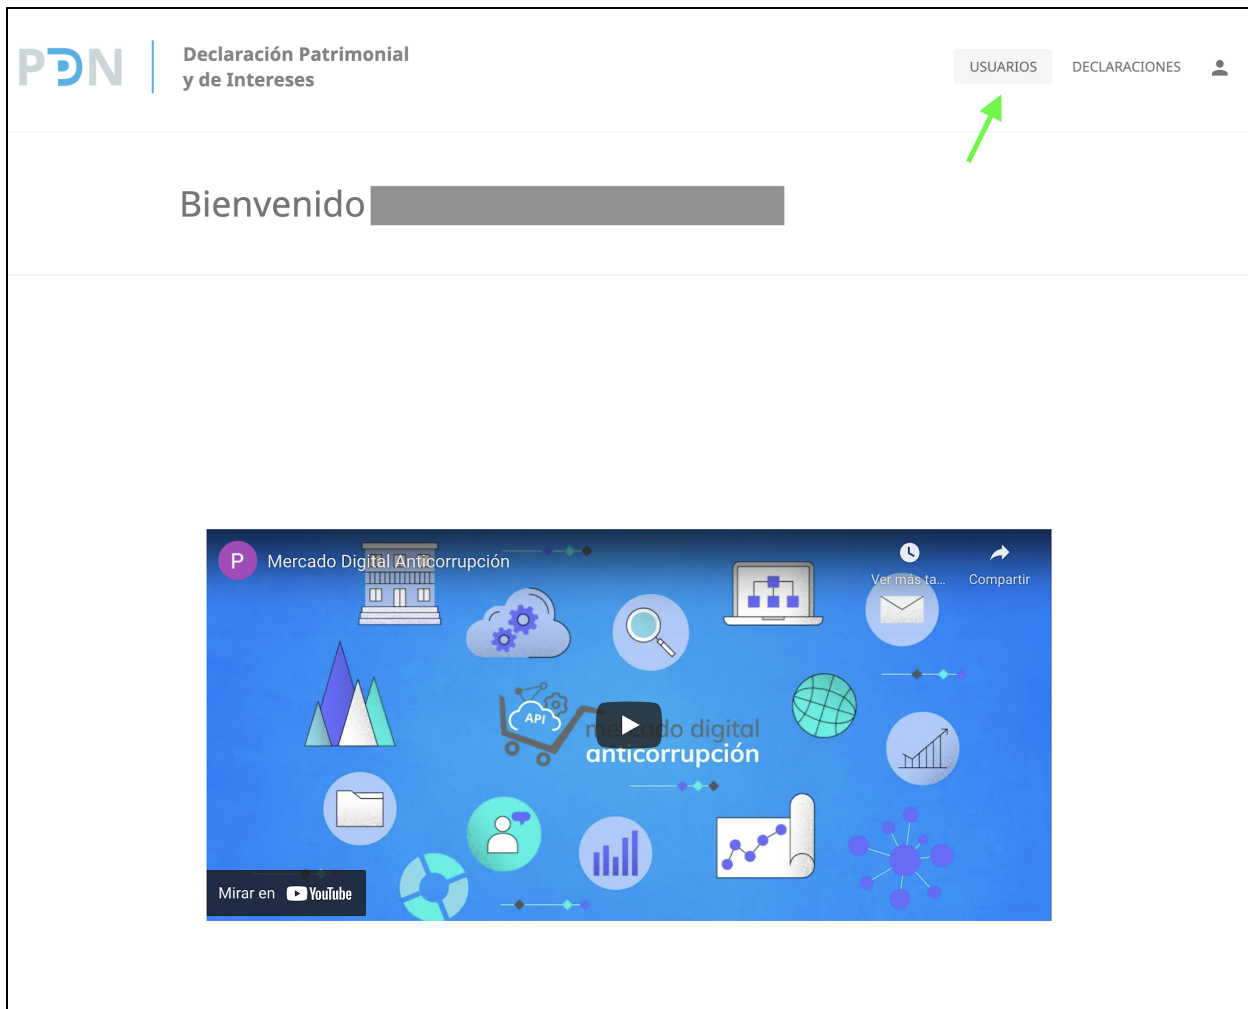 PDN
Declaración Patrimonial
y de Intereses
USUARIOS
DECLARACIONES
Bienvenido
P
Mercado Digital Anticorrupción
Ver más ta...
Compartir
API
mercado digital
anticorrupción
Mirar en YouTube